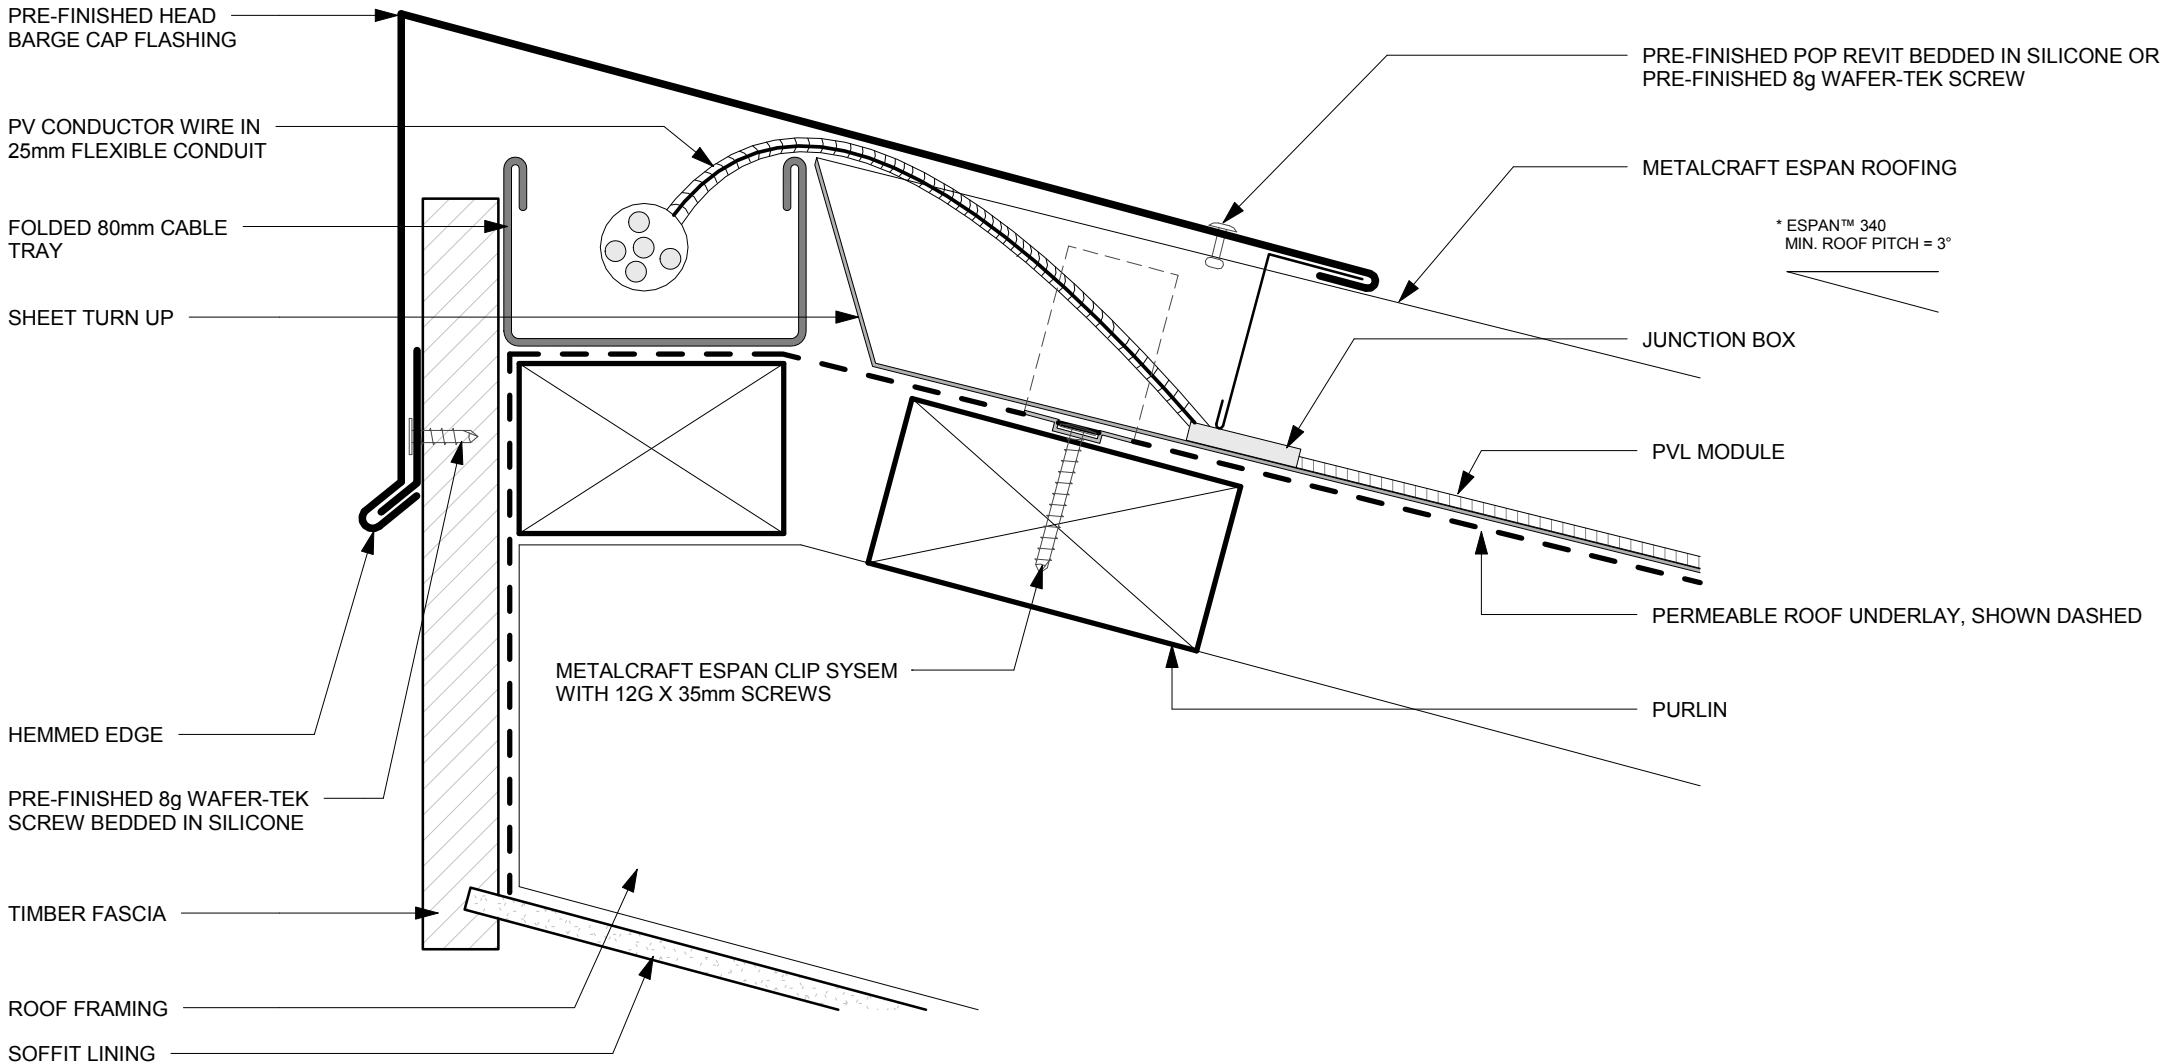 PRE-FINISHED HEAD
BARGE CAP FLASHING
PV CONDUCTOR WIRE IN
25mm FLEXIBLE CONDUIT
FOLDED 80mm CABLE
TRAY
SHEET TURN UP
HEMMED EDGE
PRE-FINISHED 8g WAFER-TEK
SCREW BEDDED IN SILICONE
TIMBER FASCIA
ROOF FRAMING
SOFFIT LINING
METALCRAFT ESPAN CLIP SYSEM
WITH 12G X 35mm SCREWS
PRE-FINISHED POP REVIT BEDDED IN SILICONE OR
PRE-FINISHED 8g WAFER-TEK SCREW
METALCRAFT ESPAN ROOFING
* ESPAN™ 340
MIN. ROOF PITCH = 3°
JUNCTION BOX
PVL MODULE
PERMEABLE ROOF UNDERLAY, SHOWN DASHED
PURLIN